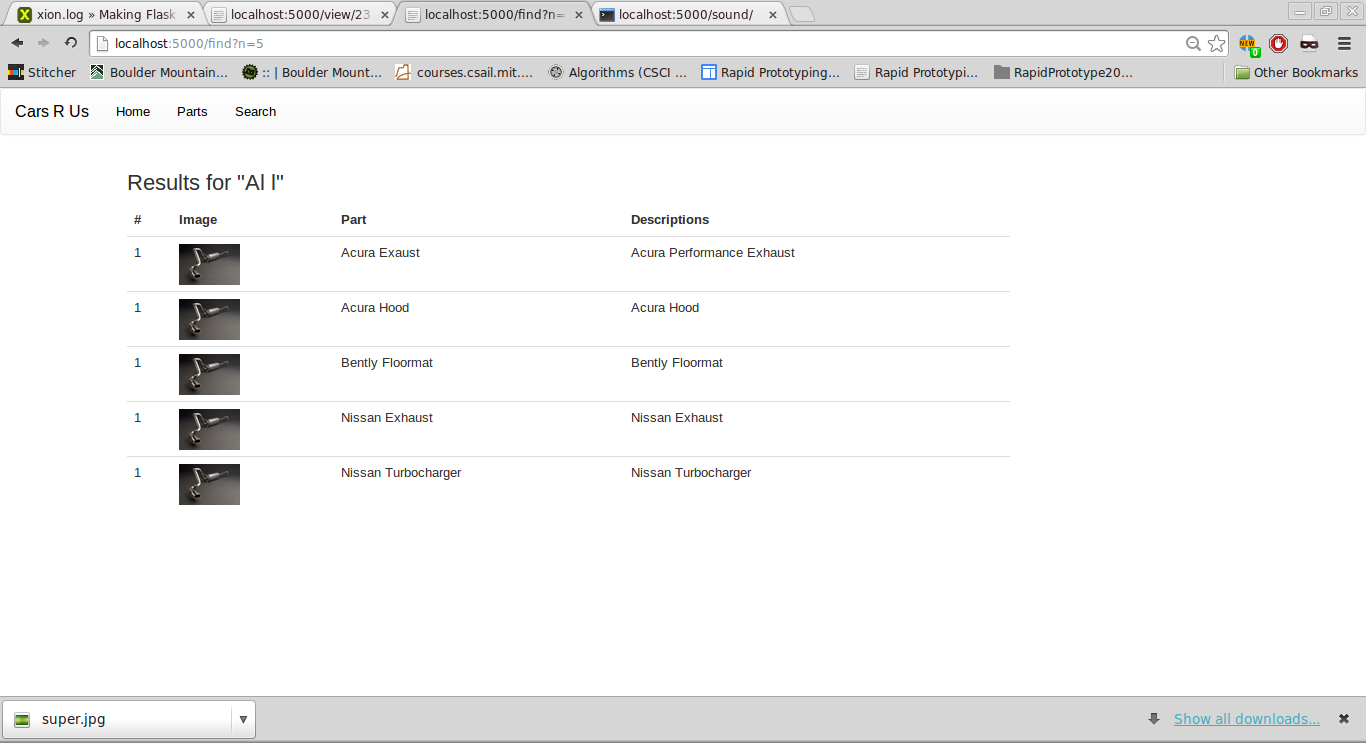 xion.log » Making Flask
localhost:5000/view/23
localhost:5000/find?n=
localhost:5000/sound/
localhost:5000/find?n=5
NEW
0
Stitcher
Boulder Mountain...
:: | Boulder Mount...
courses.csail.mit....
Algorithms (CSCI ...
Rapid Prototyping...
Rapid Prototypi...
RapidPrototype20...
Other Bookmarks
Cars R Us Home Parts Search
Results for "Al l"
# Image Part Descriptions
1 Acura Exaust Acura Performance Exhaust
1 Acura Hood Acura Hood
1 Bently Floormat Bently Floormat
1 Nissan Exhaust Nissan Exhaust
1 Nissan Turbocharger Nissan Turbocharger
super.jpg
Show all downloads...